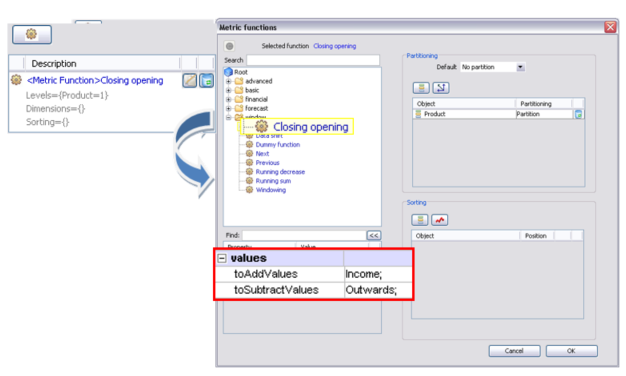 Description
<Metric Function>Closing opening
Levels={Product=1}
Dimensions={}
Sorting={}
Metric functions
Selected function Closing opening
Search
Root
advanced
basic
financial
forecast
window
Closing opening
Data shift
Dummy function
Next
Previous
Running decrease
Running sum
Windowing
Find:
<<
Property Value
values
toAddValues Income;
toSubtractValues Outwards;
Partitioning
Default No partition
Object Partitioning
Product Partition
Sorting
Object Position
Cancel OK